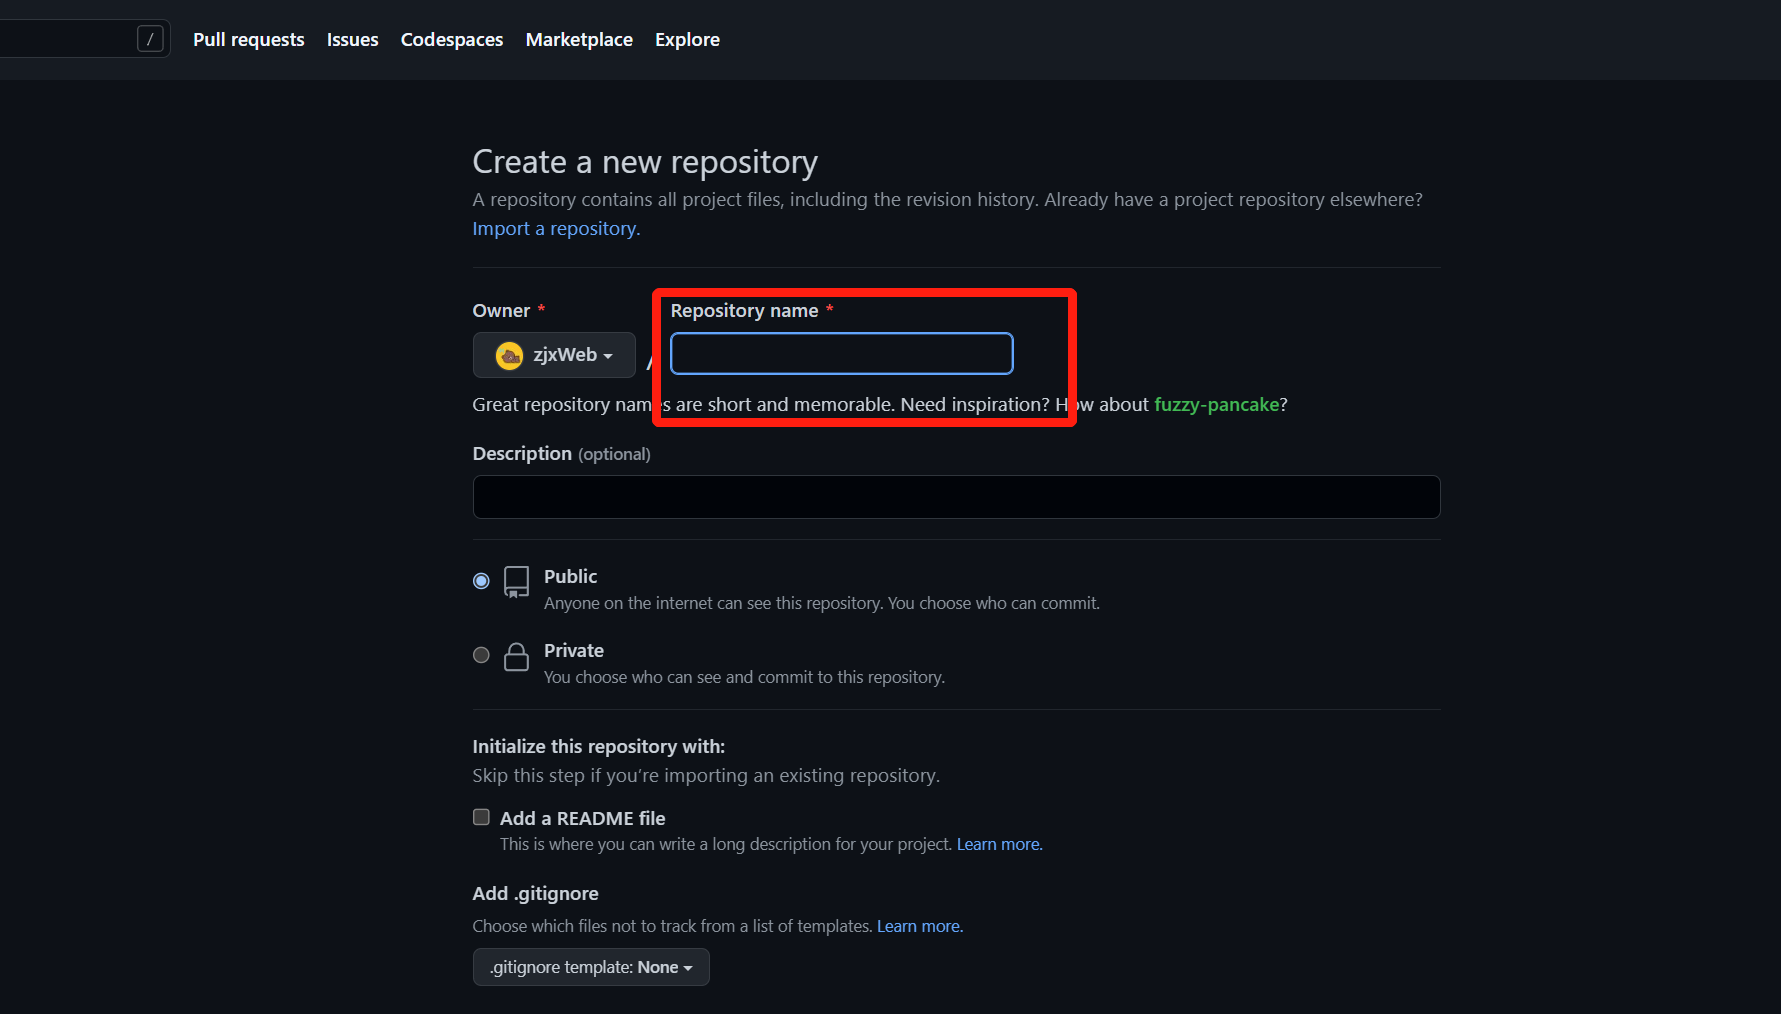 / Pull requests Issues Codespaces Marketplace Explore
Create a new repository
A repository contains all project files, including the revision history. Already have a project repository elsewhere?
Import a repository.
Owner * Repository name *
zjxWeb /
Great repository names are short and memorable. Need inspiration? How about fuzzy-pancake?
Description (optional)
Public
Anyone on the internet can see this repository. You choose who can commit.
Private
You choose who can see and commit to this repository.
Initialize this repository with:
Skip this step if you’re importing an existing repository.
Add a README file
This is where you can write a long description for your project. Learn more.
Add .gitignore
Choose which files not to track from a list of templates. Learn more.
.gitignore template: None